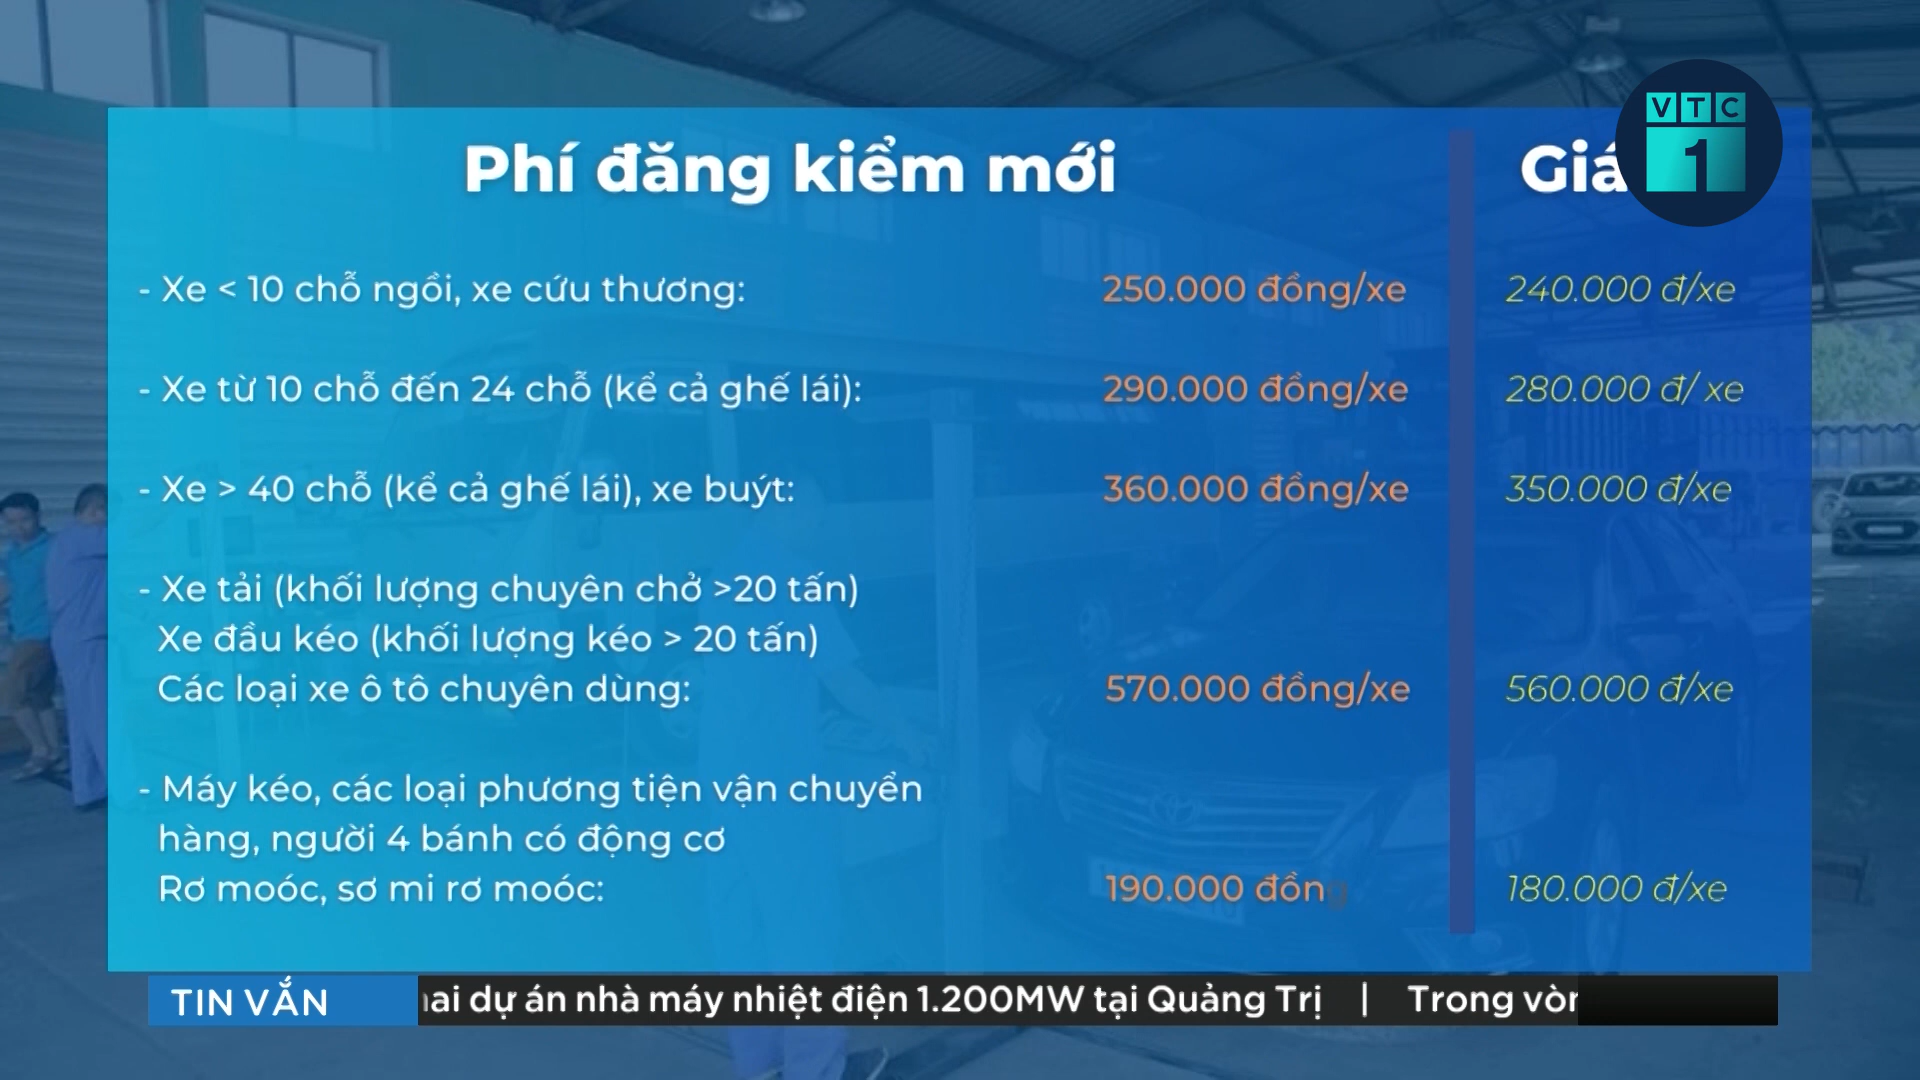 VTC
1
Phí đăng kiểm mới Giá
- Xe < 10 chỗ ngồi, xe cứu thương: 250.000 đồng/xe 240.000 đ/xe
- Xe từ 10 chỗ đến 24 chỗ (kể cả ghế lái): 290.000 đồng/xe 280.000 đ/ xe
- Xe > 40 chỗ (kể cả ghế lái), xe buýt: 360.000 đồng/xe 350.000 đ/xe
- Xe tải (khối lượng chuyên chở >20 tấn)
Xe đầu kéo (khối lượng kéo > 20 tấn)
Các loại xe ô tô chuyên dùng: 570.000 đồng/xe 560.000 đ/xe
- Máy kéo, các loại phương tiện vận chuyển
hàng, người 4 bánh có động cơ
Rơ moóc, sơ mi rơ moóc: 190.000 đồng 180.000 đ/xe
TIN VẮN dự án nhà máy nhiệt điện 1.200MW tại Quảng Trị | Trong